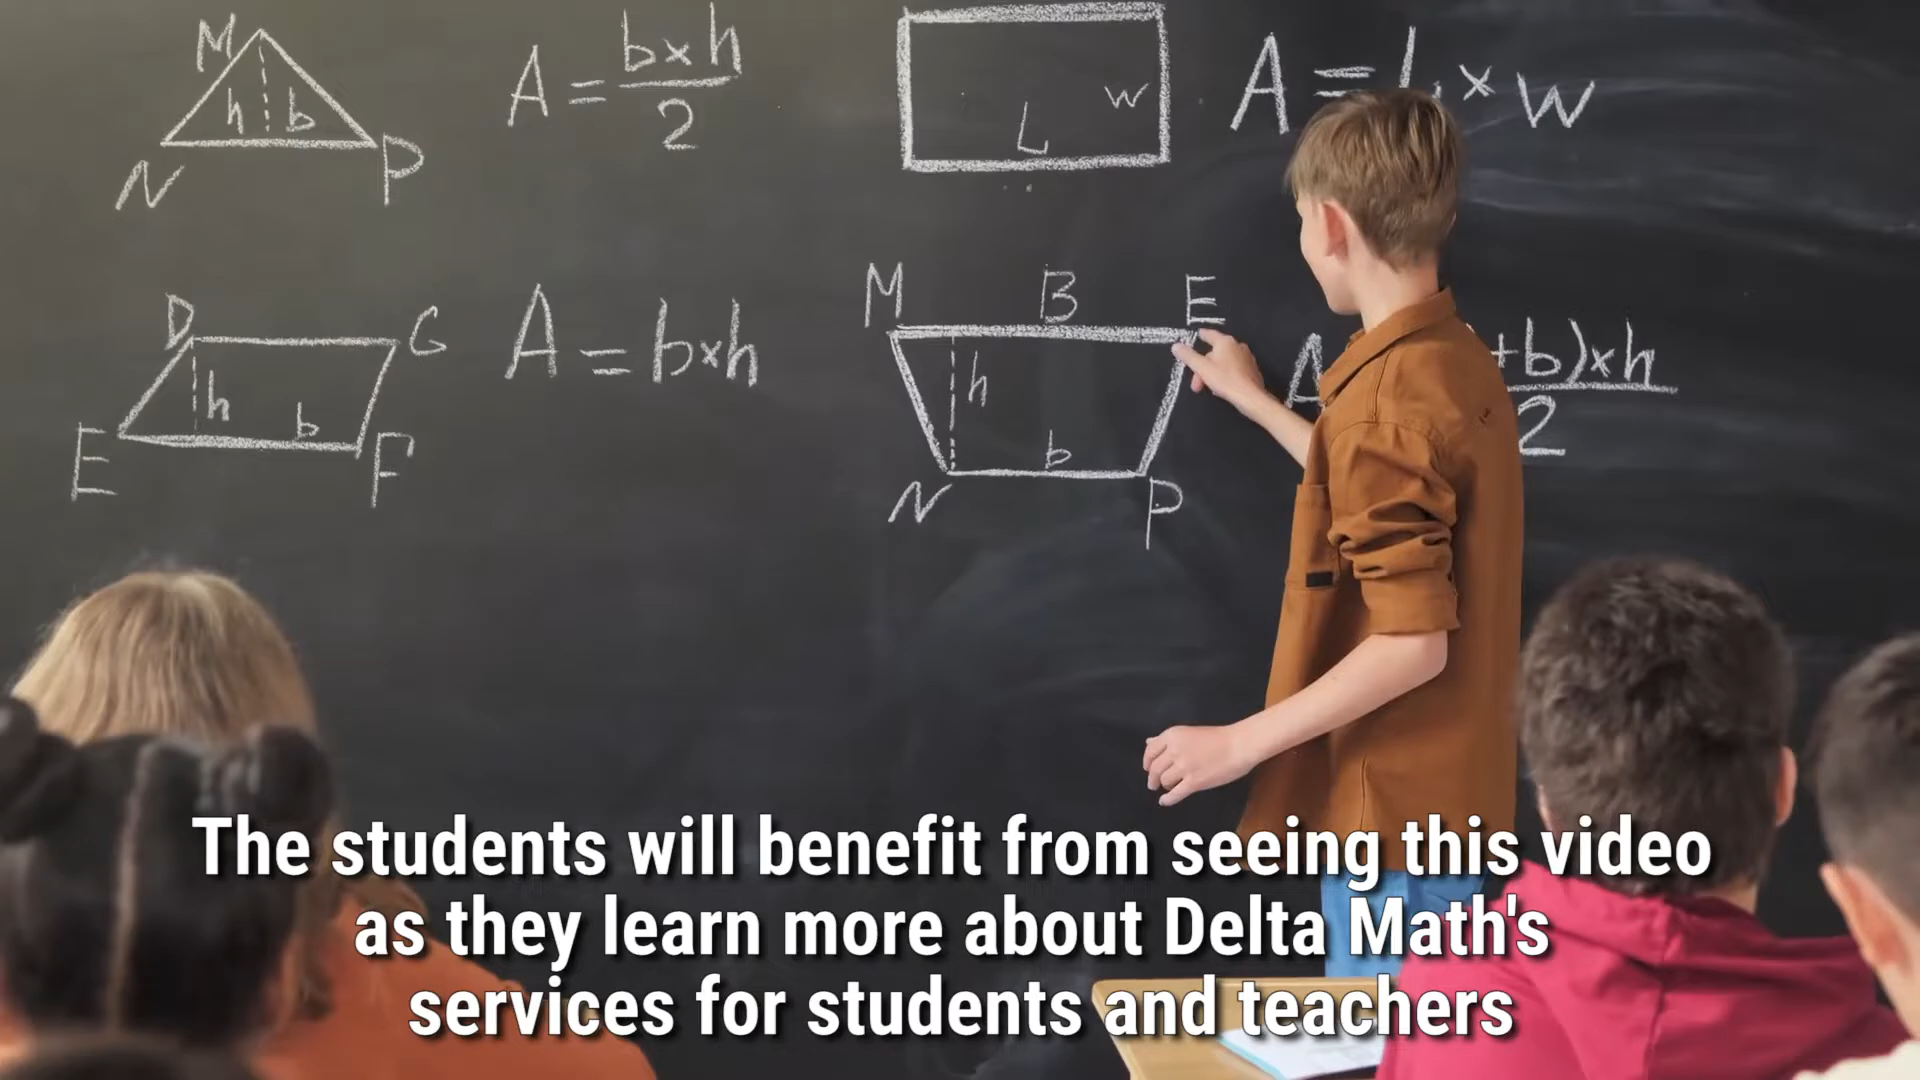 M
h b
N P
A = b×h
2
L
w
A = L × w
D G
h
b
E F
A = b×h
M B E
h
b
N P
+b)×h
2
The students will benefit from seeing this video
as they learn more about Delta Math's
services for students and teachers